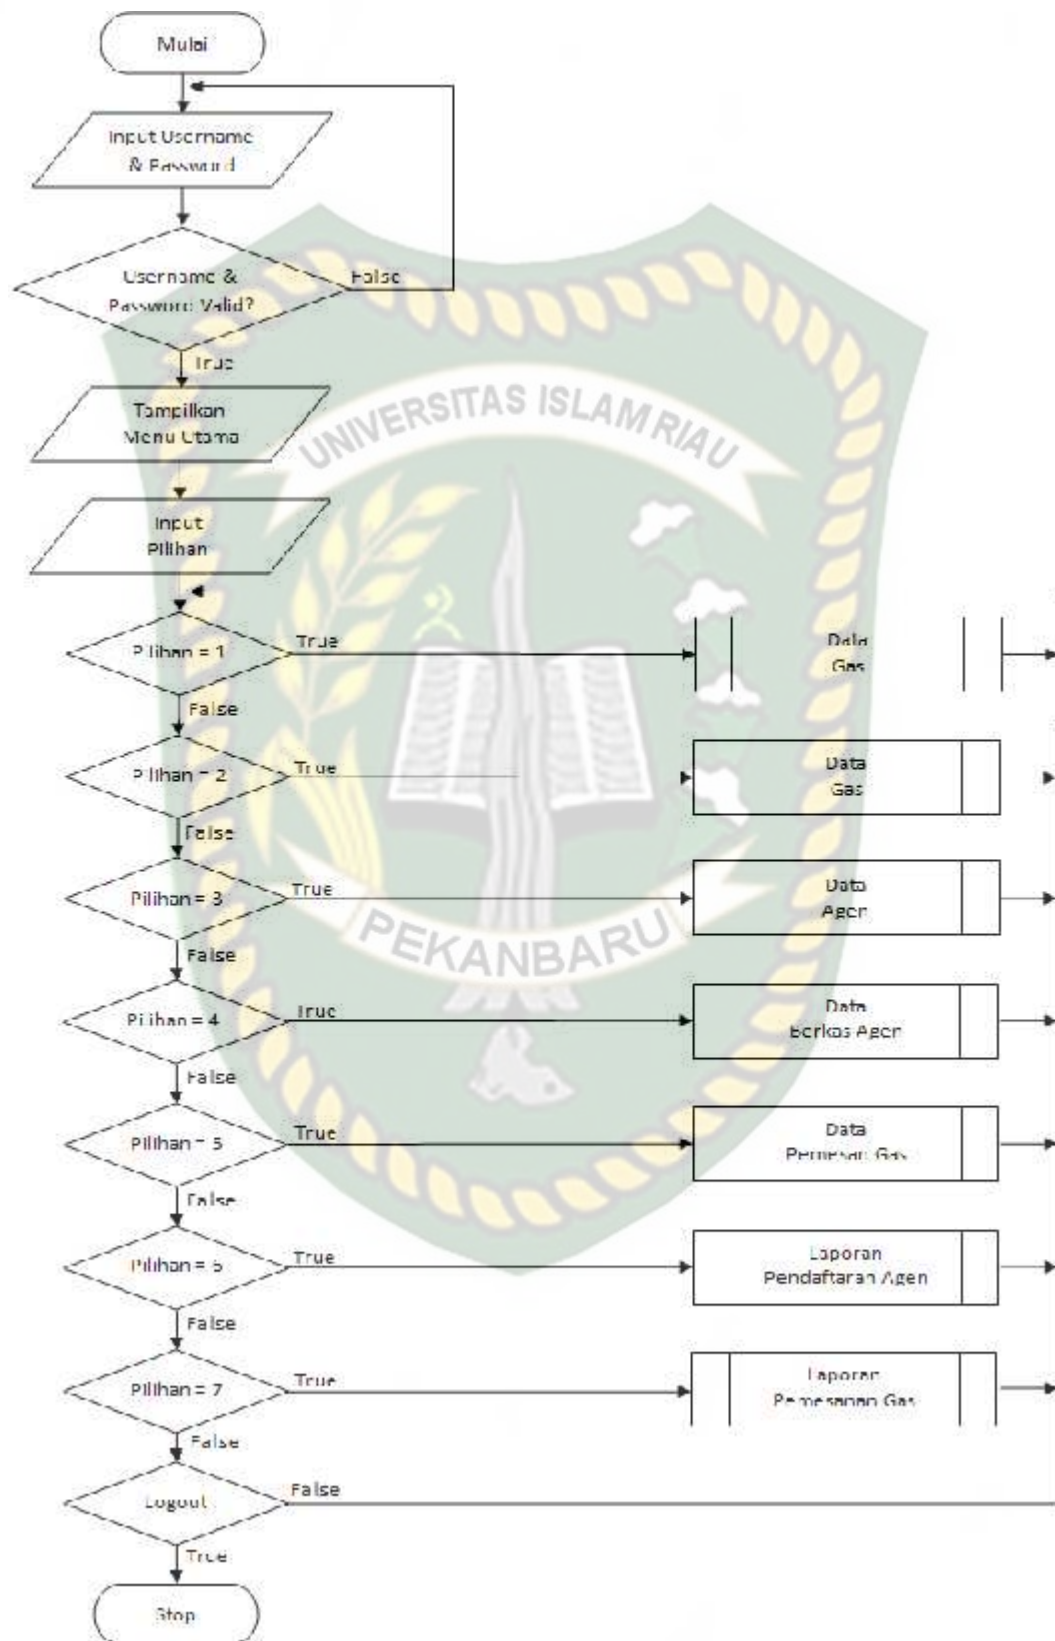 Mulai
Input Username
& Password
Username &
Password Valid?
False
True
Tampilkan
Menu Utama
UNIVERSITAS ISLAM RIAU
Input
Pilihan
Pilihan = 1
True
Data
Gas
False
Pilihan = 2
True
Data
Gas
False
Pilihan = 3
True
Data
Agen
PEKANBARU
False
Pilihan = 4
True
Data
Berkas Agen
False
Pilihan = 5
True
Data
Pemesan Gas
False
Pilihan = 6
True
Laporan
Pendaftaran Agen
False
Pilihan = 7
True
Laporan
Pemesanan Gas
False
Logout
False
True
Stop